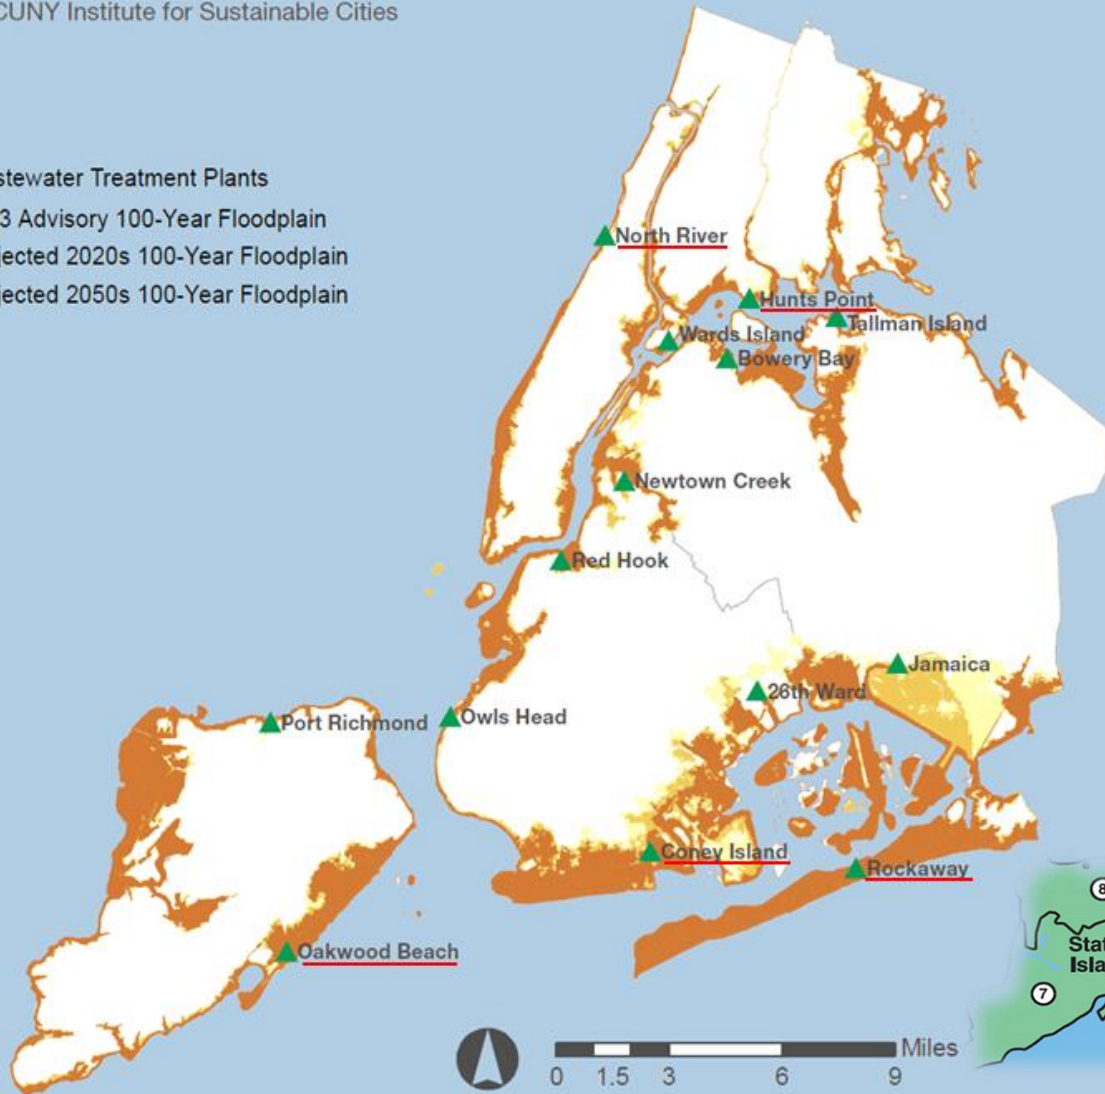 CUNY Institute for Sustainable Cities
stewater Treatment Plants
3 Advisory 100-Year Floodplain
jected 2020s 100-Year Floodplain
jected 2050s 100-Year Floodplain
North River
Hunts Point
Tallman Island
Wards Island
Bowery Bay
Newtown Creek
Red Hook
Jamaica
26th Ward
Owls Head
Port Richmond
Coney Island
Rockaway
Oakwood Beach
8
Stat
Isla
7
Miles
0 1.5 3 6 9